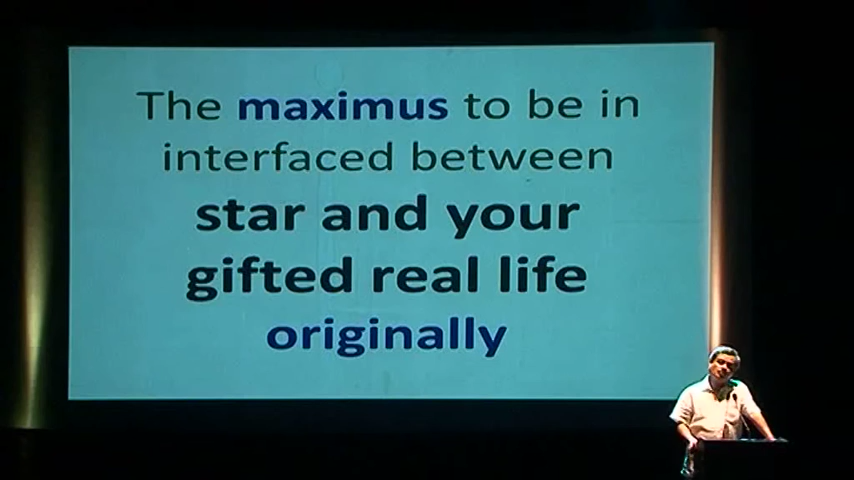 The maximus to be in
interfaced between
star and your
gifted real life
originally